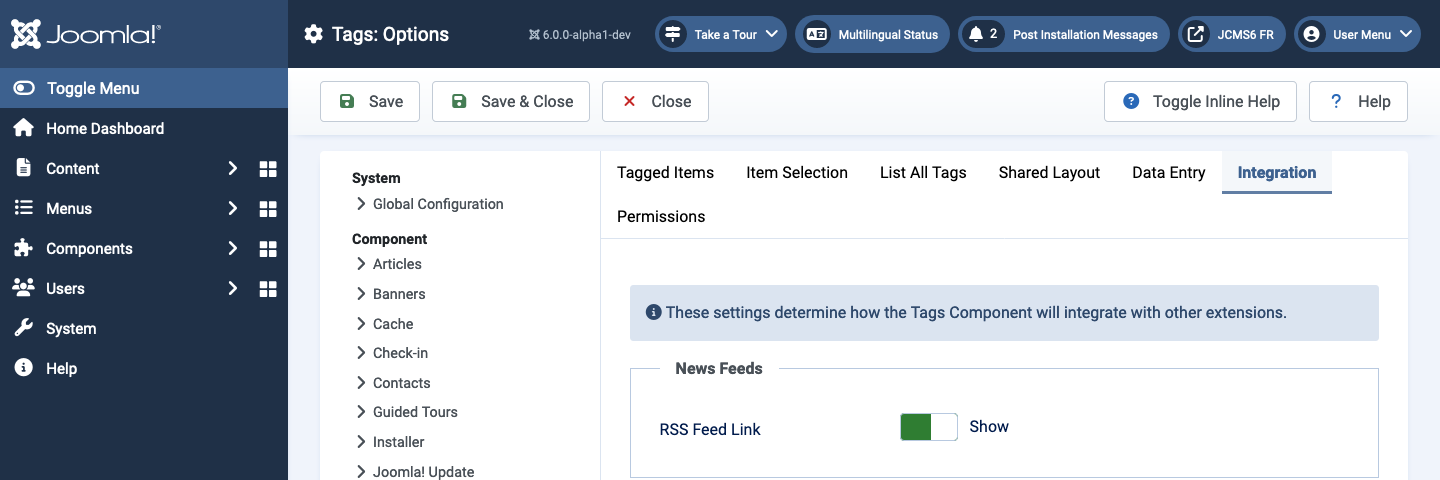 Joomla!®
Tags: Options
6.0.0-alpha1-dev
Take a Tour
Multilingual Status
2
Post Installation Messages
JCMS6 FR
User Menu
Toggle Menu
Home Dashboard
Content
Menus
Components
Users
System
Help
Save
Save & Close
Close
Toggle Inline Help
Help
System
Global Configuration
Component
Articles
Banners
Cache
Check-in
Contacts
Guided Tours
Installer
Joomla! Update
Tagged Items
Item Selection
List All Tags
Shared Layout
Data Entry
Integration
Permissions
These settings determine how the Tags Component will integrate with other extensions.
News Feeds
RSS Feed Link
Show